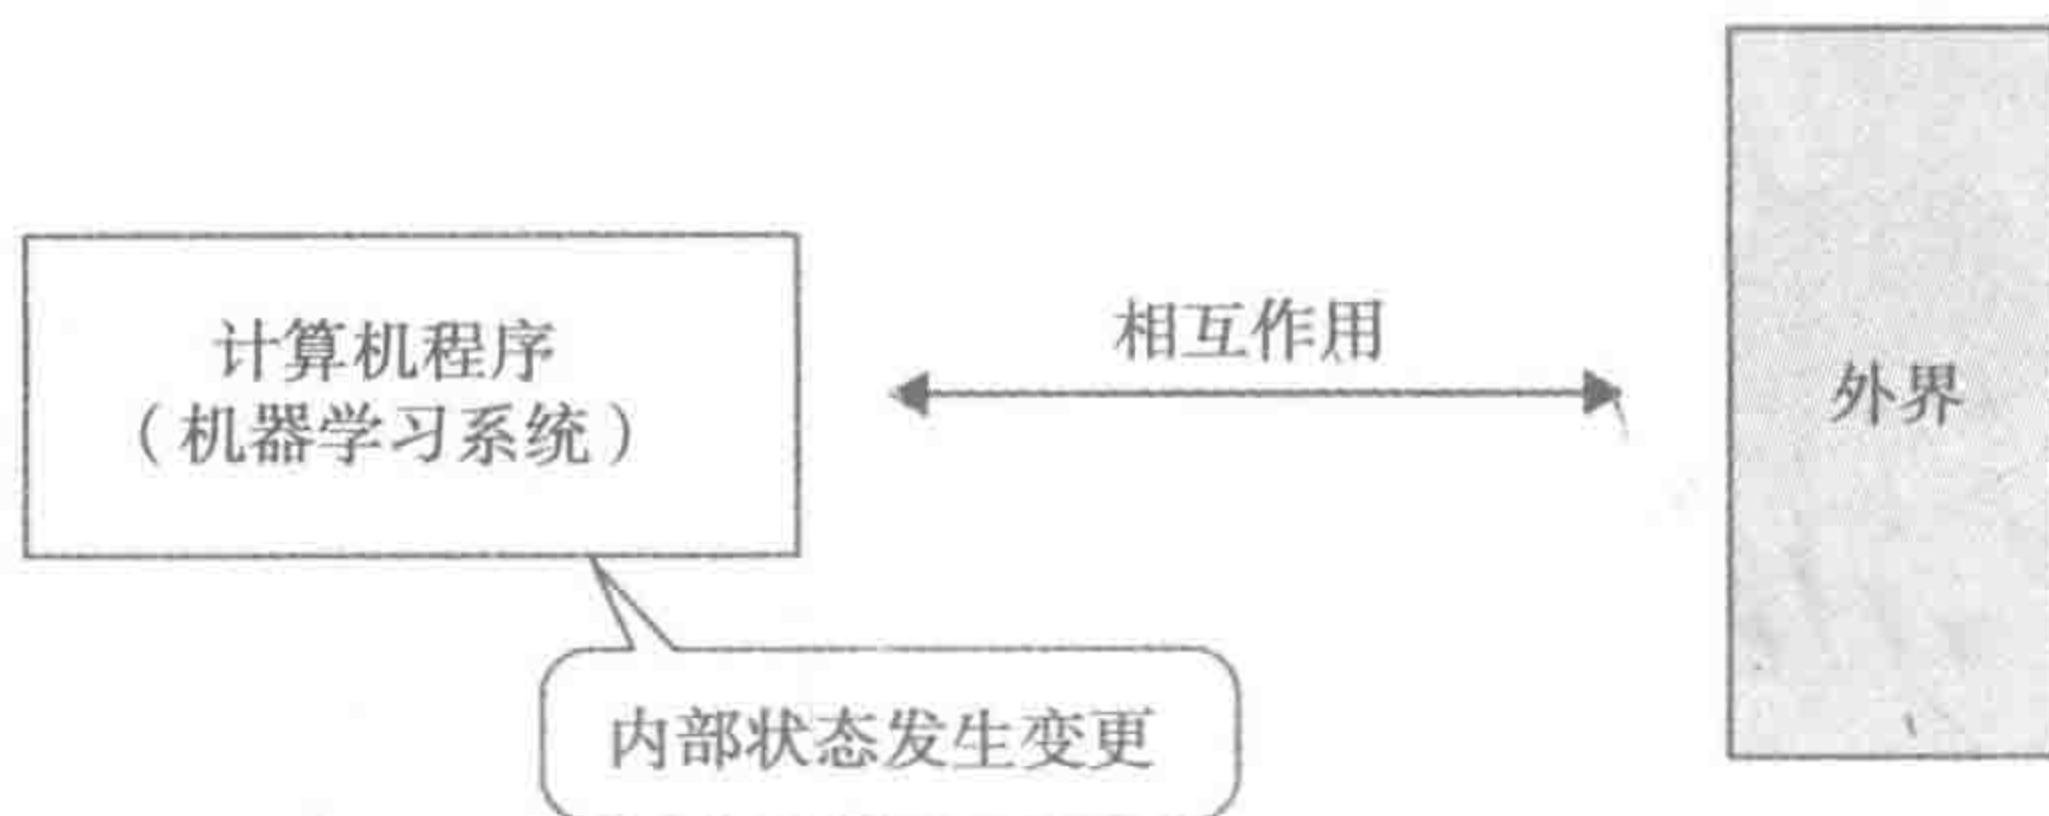 计算机程序
（机器学习系统）
相互作用
外界
内部状态发生变更